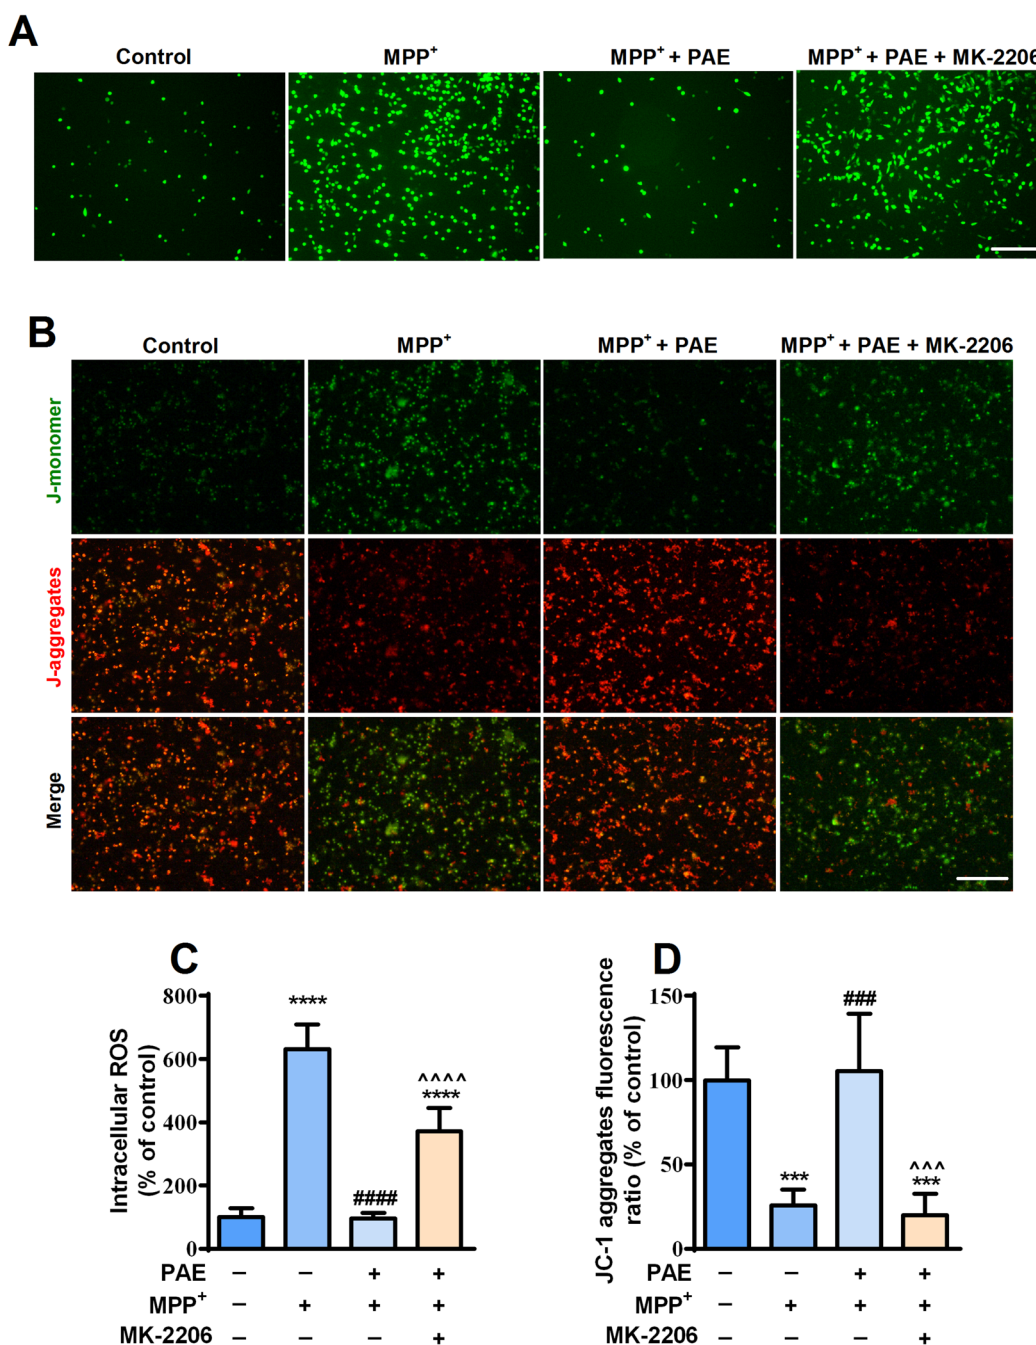 A
Control MPP⁺ MPP⁺ + PAE MPP⁺ + PAE + MK-2206
B
Control MPP⁺ MPP⁺ + PAE MPP⁺ + PAE + MK-2206
J-monomer
J-aggregates
Merge
C
Intracellular ROS
(% of control)
800
600
400
200
0
****
####
^^^^
****
PAE – – + +
MPP⁺ – + + +
MK-2206 – – – +
D
JC-1 aggregates fluorescence
ratio (% of control)
150
100
50
0
***
###
^^^
***
PAE – – + +
MPP⁺ – + + +
MK-2206 – – – +